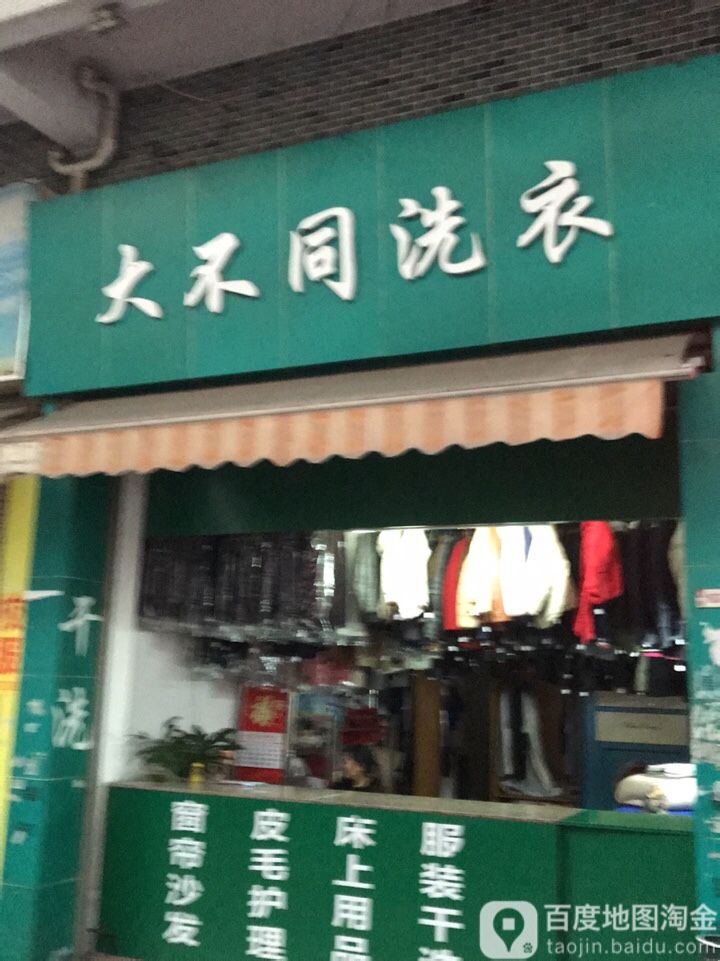 大不同洗衣
干洗
服装干洗
床上用品
皮毛护理
窗帘沙发
百度地图淘金
taojin.baidu.com